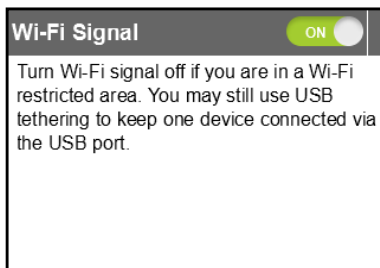 Wi-Fi Signal ON
Turn Wi-Fi signal off if you are in a Wi-Fi
restricted area. You may still use USB
tethering to keep one device connected via
the USB port.